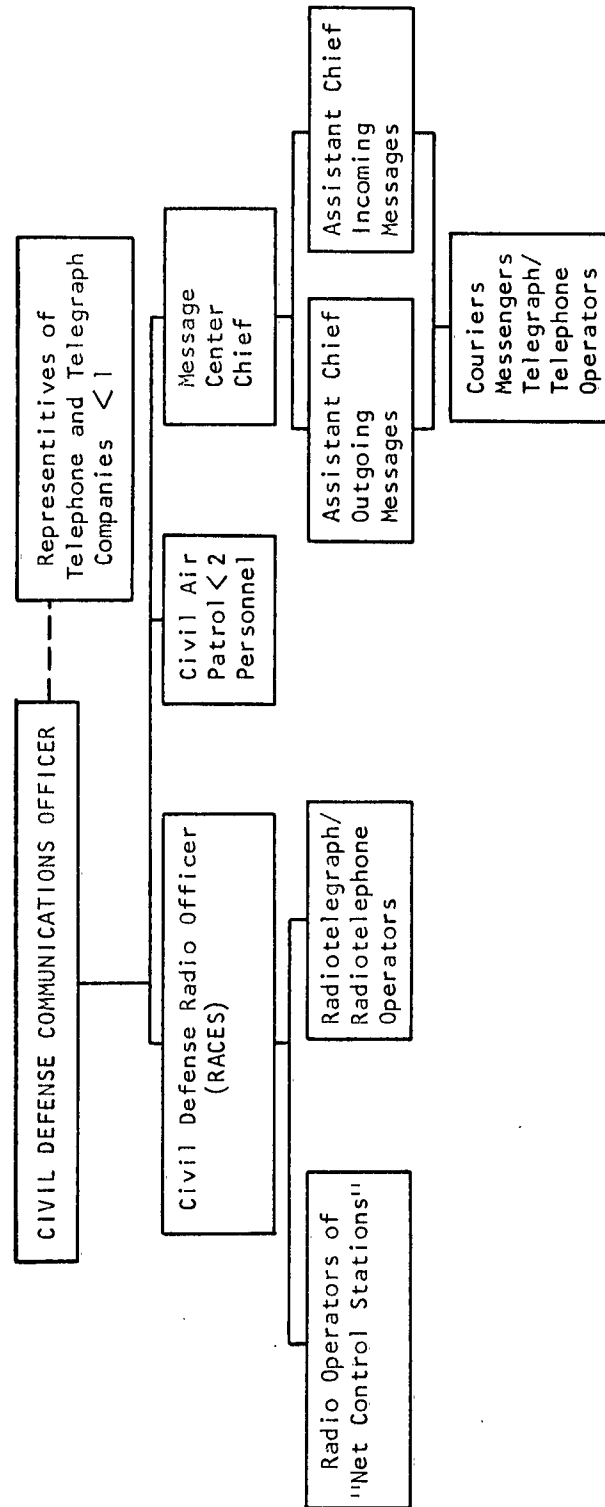 CIVIL DEFENSE COMMUNICATIONS OFFICER
Representitives of
Telephone and Telegraph
Companies <1
Civil Defense Radio Officer
(RACES)
Civil Air
Patrol <2
Personnel
Message
Center
Chief
Radio Operators of
"Net Control Stations"
Radiotelegraph/
Radiotelephone
Operators
Assistant Chief
Outgoing
Messages
Assistant Chief
Incoming
Messages
Couriers
Messengers
Telegraph/
Telephone
Operators